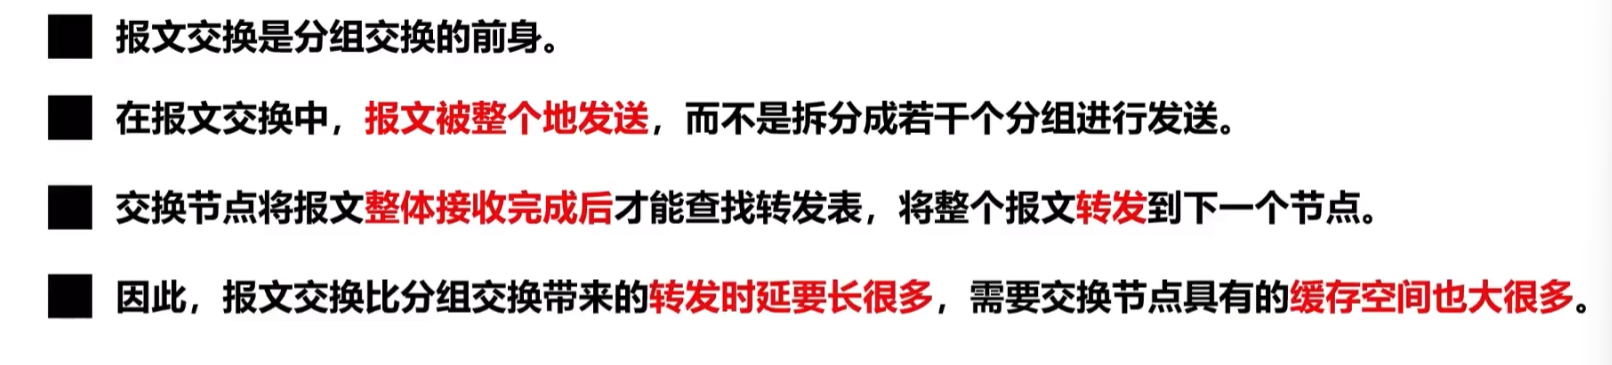 报文交换是分组交换的前身。
在报文交换中，报文被整个地发送，而不是拆分成若干个分组进行发送。
交换节点将报文整体接收完成后才能查找转发表，将整个报文转发到下一个节点。
因此，报文交换比分组交换带来的转发时延要长很多，需要交换节点具有的缓存空间也大很多。